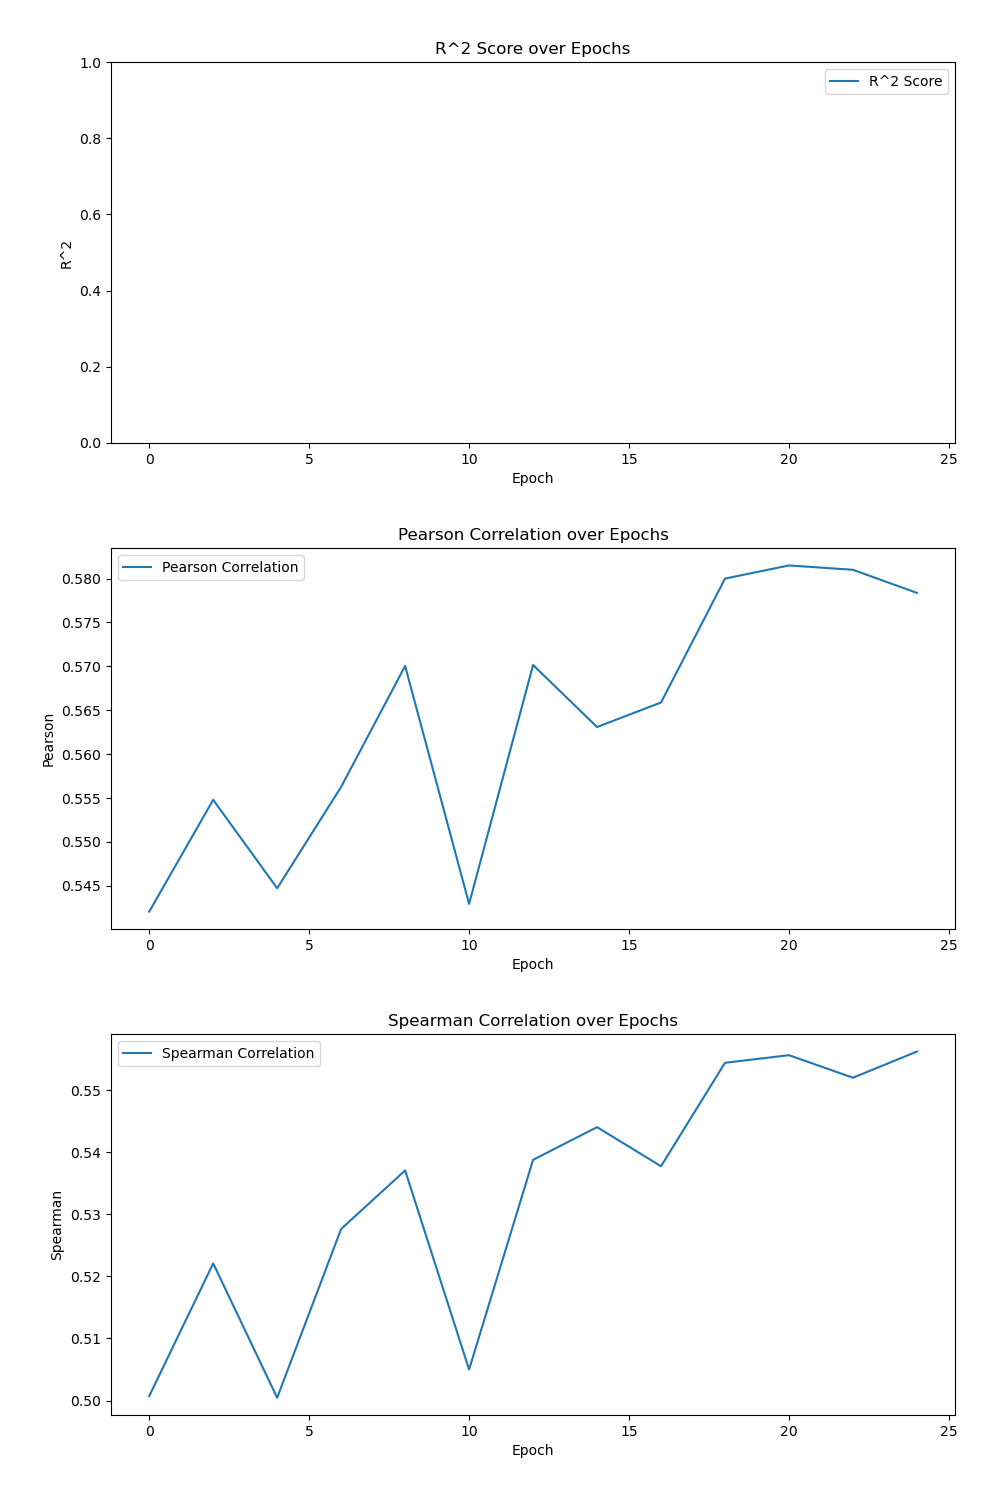 R^2 Score over Epochs
1.0
R^2 Score
0.8
0.6
R^2
0.4
0.2
0.0
0 5 10 15 20 25
Epoch
Pearson Correlation over Epochs
Pearson Correlation
0.580
0.575
0.570
0.565
Pearson
0.560
0.555
0.550
0.545
0 5 10 15 20 25
Epoch
Spearman Correlation over Epochs
Spearman Correlation
0.55
0.54
0.53
Spearman
0.52
0.51
0.50
0 5 10 15 20 25
Epoch